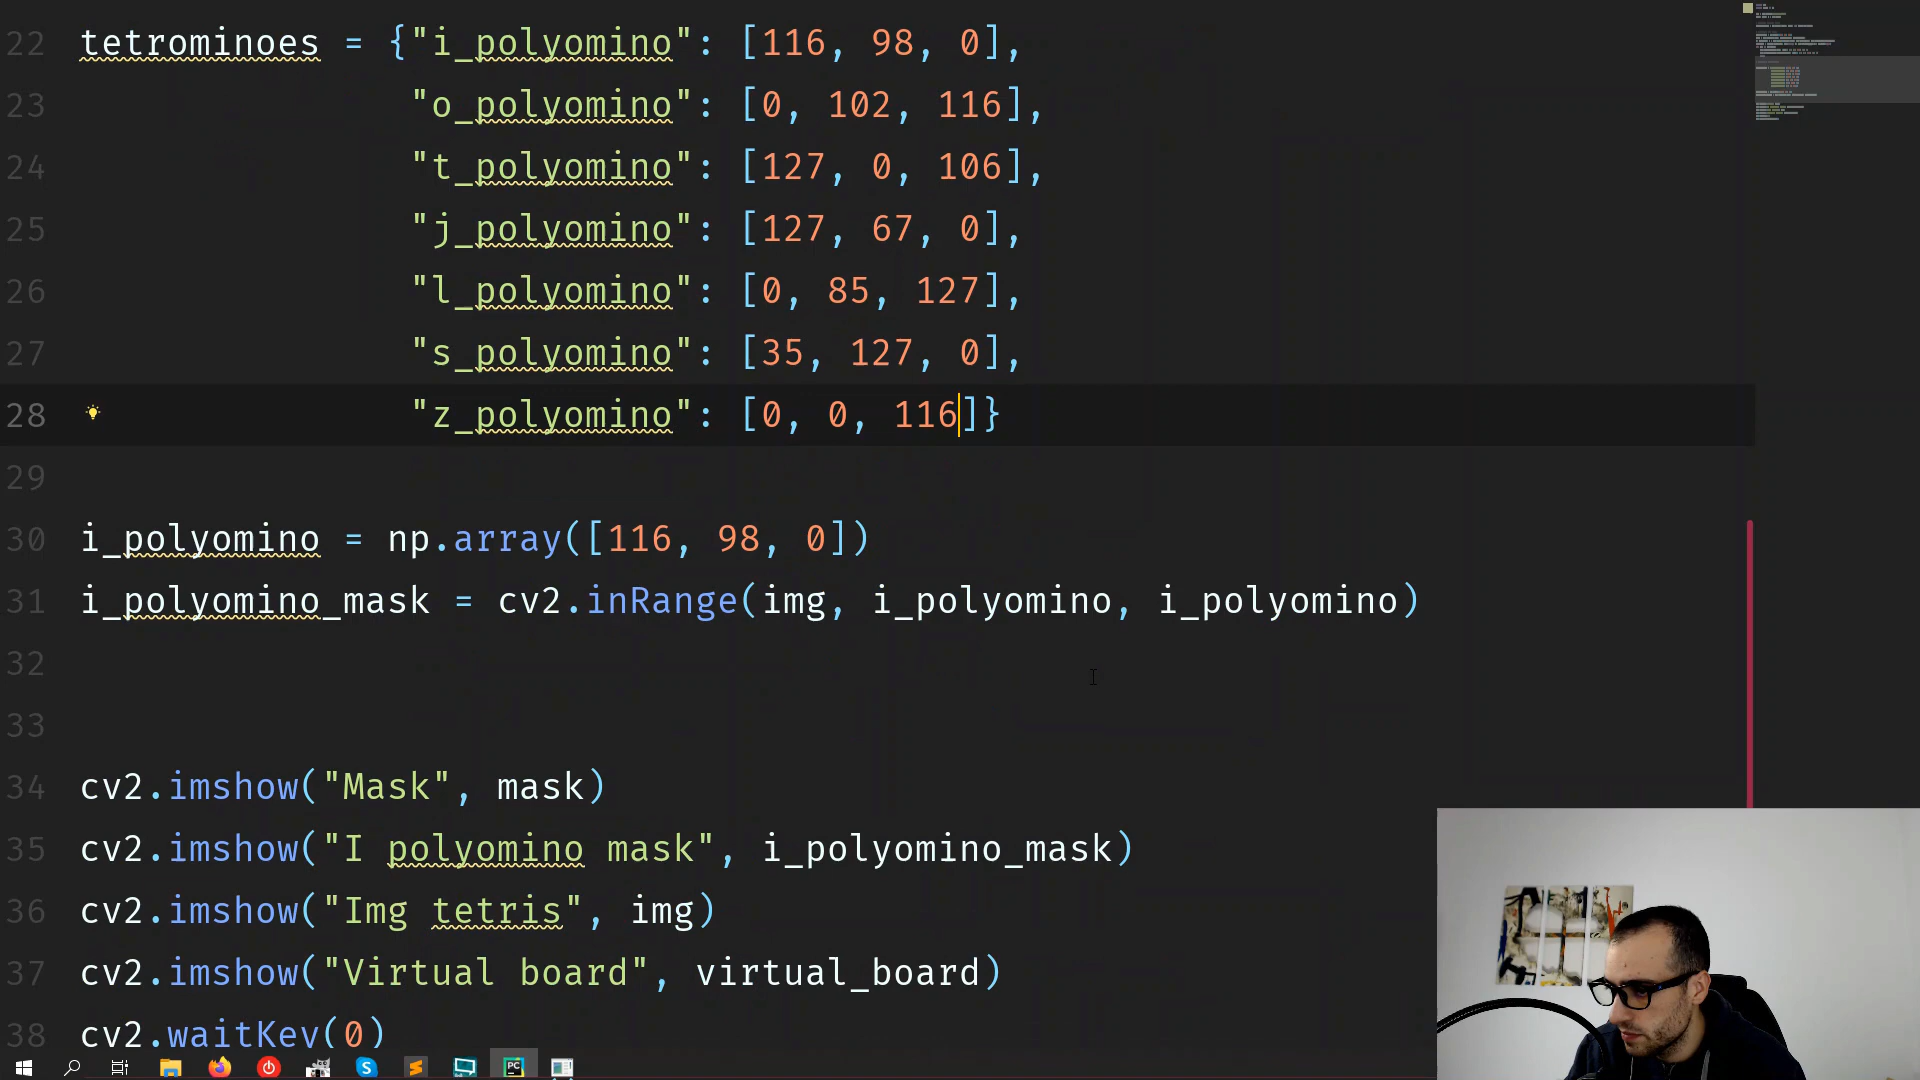 22 tetrominoes = {"i_polyomino": [116, 98, 0],
23 "o_polyomino": [0, 102, 116],
24 "t_polyomino": [127, 0, 106],
25 "j_polyomino": [127, 67, 0],
26 "l_polyomino": [0, 85, 127],
27 "s_polyomino": [35, 127, 0],
28 "z_polyomino": [0, 0, 116]}
29
30 i_polyomino = np.array([116, 98, 0])
31 i_polyomino_mask = cv2.inRange(img, i_polyomino, i_polyomino)
32
33
34 cv2.imshow("Mask", mask)
35 cv2.imshow("I polyomino mask", i_polyomino_mask)
36 cv2.imshow("Img tetris", img)
37 cv2.imshow("Virtual board", virtual_board)
38 cv2.waitKey(0)